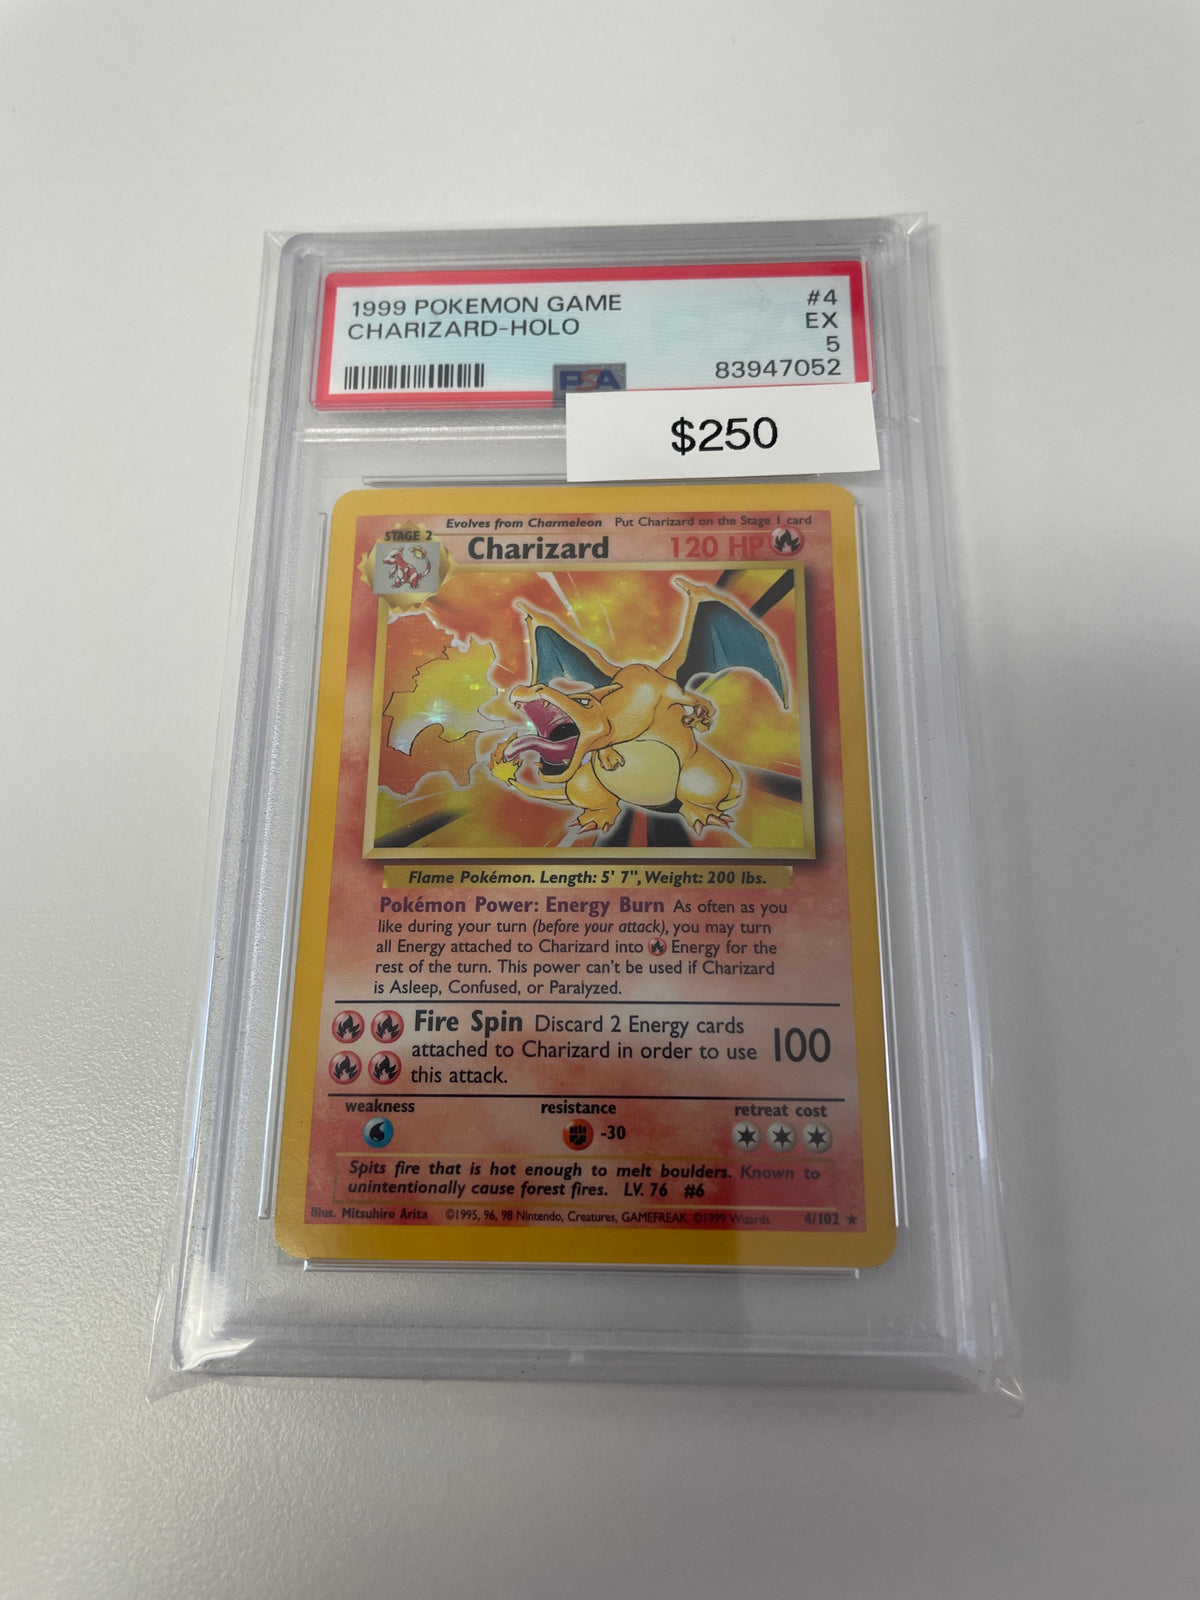 1999 POKEMON GAME #4
CHARIZARD-HOLO EX
5
PSA 83947052
$250
Evolves from Charmeleon Put Charizard on the Stage 1 card
STAGE 2
Charizard 120 HP
Flame Pokémon. Length: 5' 7", Weight: 200 lbs.
Pokémon Power: Energy Burn As often as you
like during your turn (before your attack), you may turn
all Energy attached to Charizard into Energy for the
rest of the turn. This power can't be used if Charizard
is Asleep, Confused, or Paralyzed.
Fire Spin Discard 2 Energy cards
attached to Charizard in order to use 100
this attack.
weakness resistance retreat cost
-30
Spits fire that is hot enough to melt boulders. Known to
unintentionally cause forest fires. LV. 76 #6
Illus. Mitsuhiro Arita ©1995, 96, 98 Nintendo, Creatures, GAMEFREAK. ©1999 Wizards. 4/102 ★